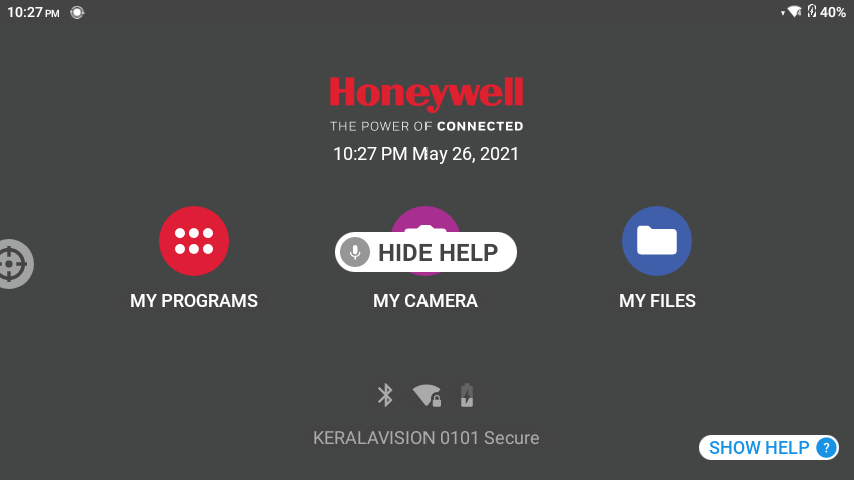 10:27 PM
40%
Honeywell
THE POWER OF CONNECTED
10:27 PM May 26, 2021
HIDE HELP
MY PROGRAMS
MY CAMERA
MY FILES
KERALAVISION 0101 Secure
SHOW HELP ?